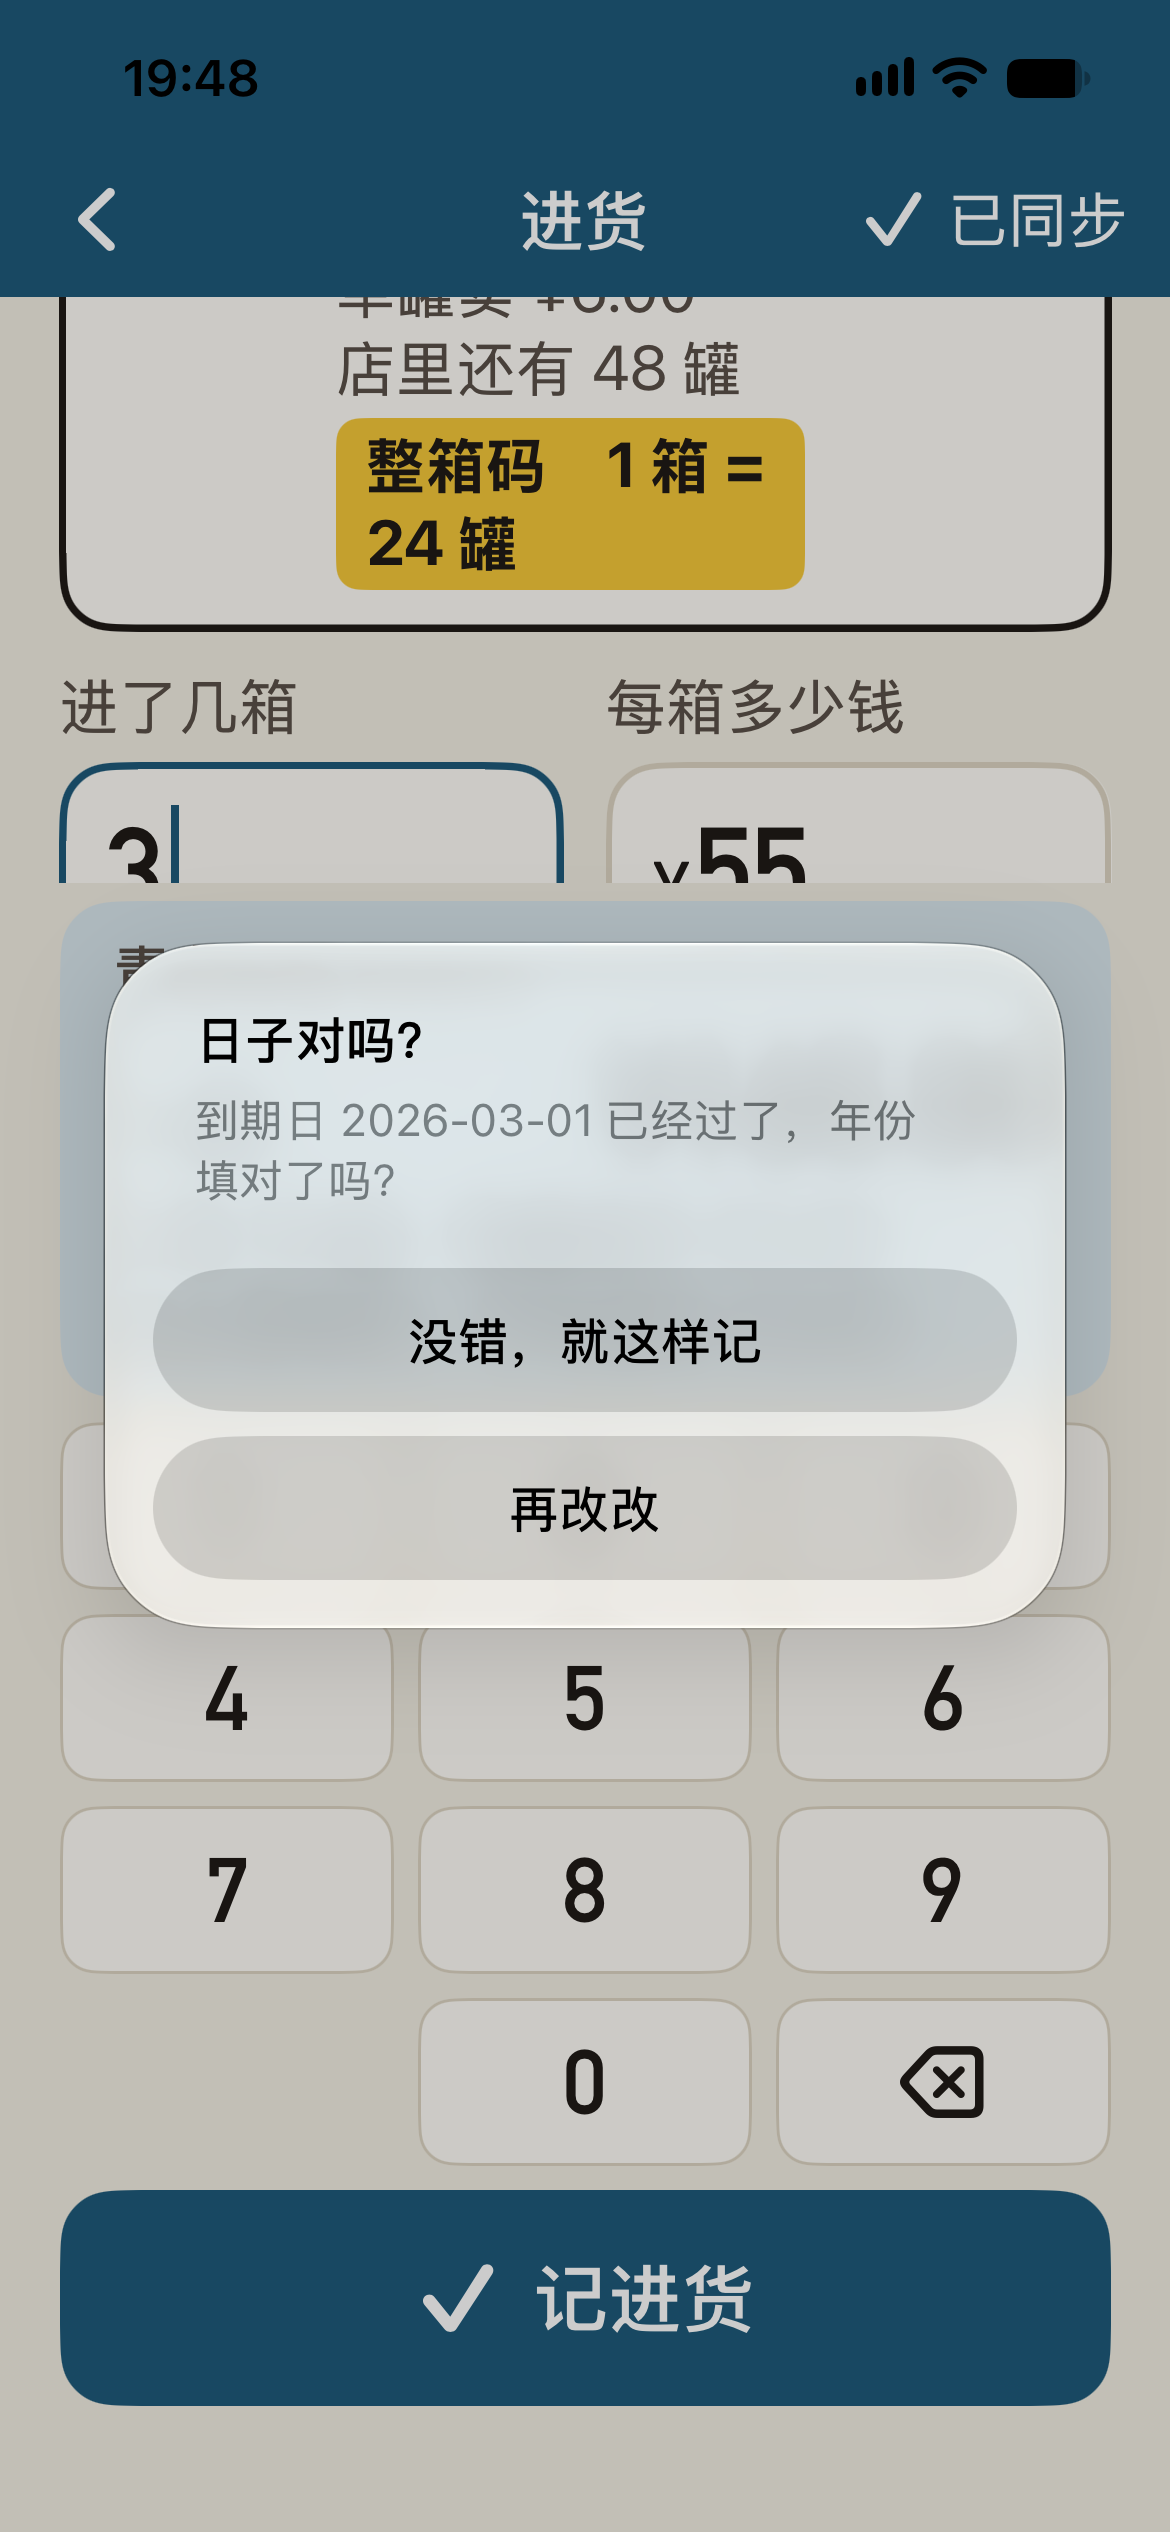 19:48
进货
已同步
店里还有 48 罐
整箱码 1 箱 =
24 罐
进了几箱
每箱多少钱
3
¥55
日子对吗?
到期日 2026-03-01 已经过了，年份
填对了吗?
没错，就这样记
再改改
4
5
6
7
8
9
0
记进货